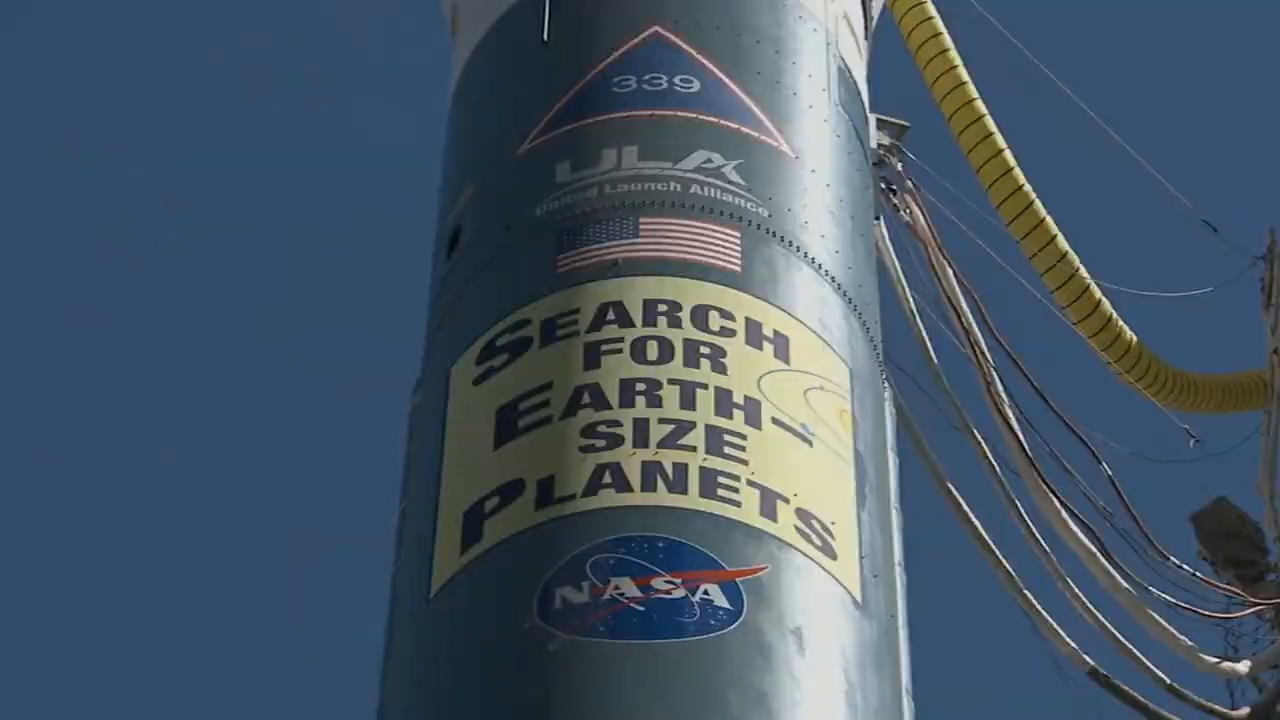 339
ULA
United Launch Alliance
SEARCH
FOR
EARTH-
SIZE
PLANETS
NASA